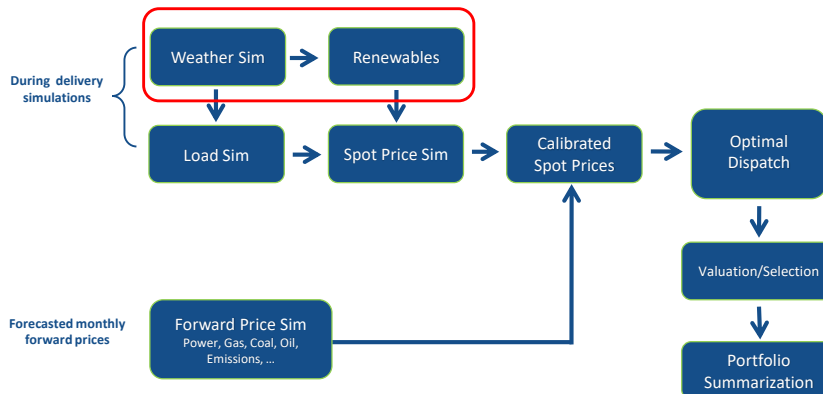 Weather Sim
Renewables
During delivery
simulations
Load Sim
Spot Price Sim
Calibrated
Spot Prices
Optimal
Dispatch
Valuation/Selection
Forecasted monthly
forward prices
Forward Price Sim
Power, Gas, Coal, Oil,
Emissions, ...
Portfolio
Summarization